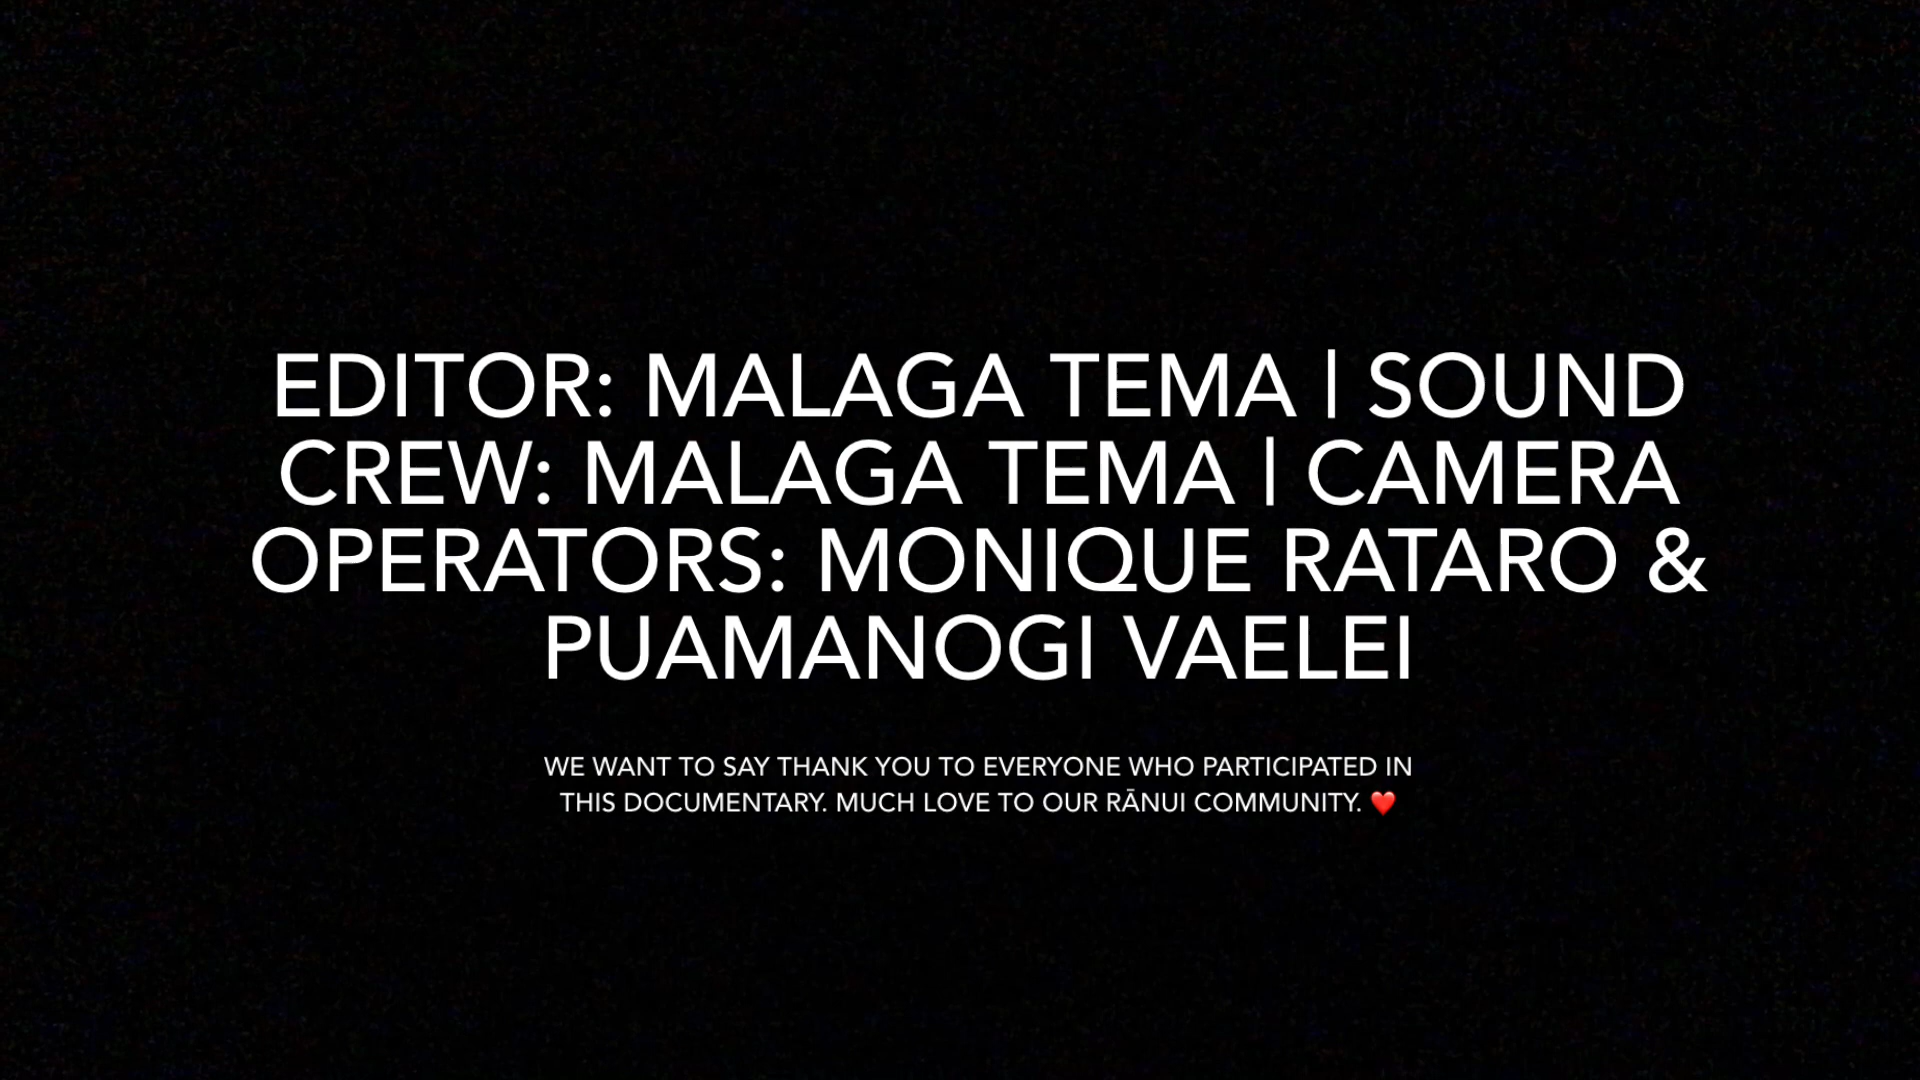 EDITOR: MALAGA TEMA | SOUND
CREW: MALAGA TEMA | CAMERA
OPERATORS: MONIQUE RATARO &
PUAMANOGI VAELEI
WE WANT TO SAY THANK YOU TO EVERYONE WHO PARTICIPATED IN
THIS DOCUMENTARY. MUCH LOVE TO OUR RĀNUI COMMUNITY. ❤️